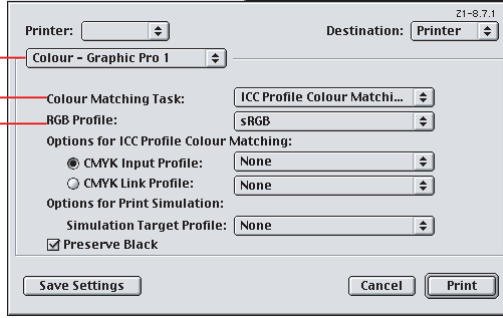 Z1-8.7.1
Printer: Destination: Printer
Colour - Graphic Pro 1
Colour Matching Task: ICC Profile Colour Matchi...
RGB Profile: sRGB
Options for ICC Profile Colour Matching:
CMYK Input Profile: None
CMYK Link Profile: None
Options for Print Simulation:
Simulation Target Profile: None
Preserve Black
Save Settings Cancel Print